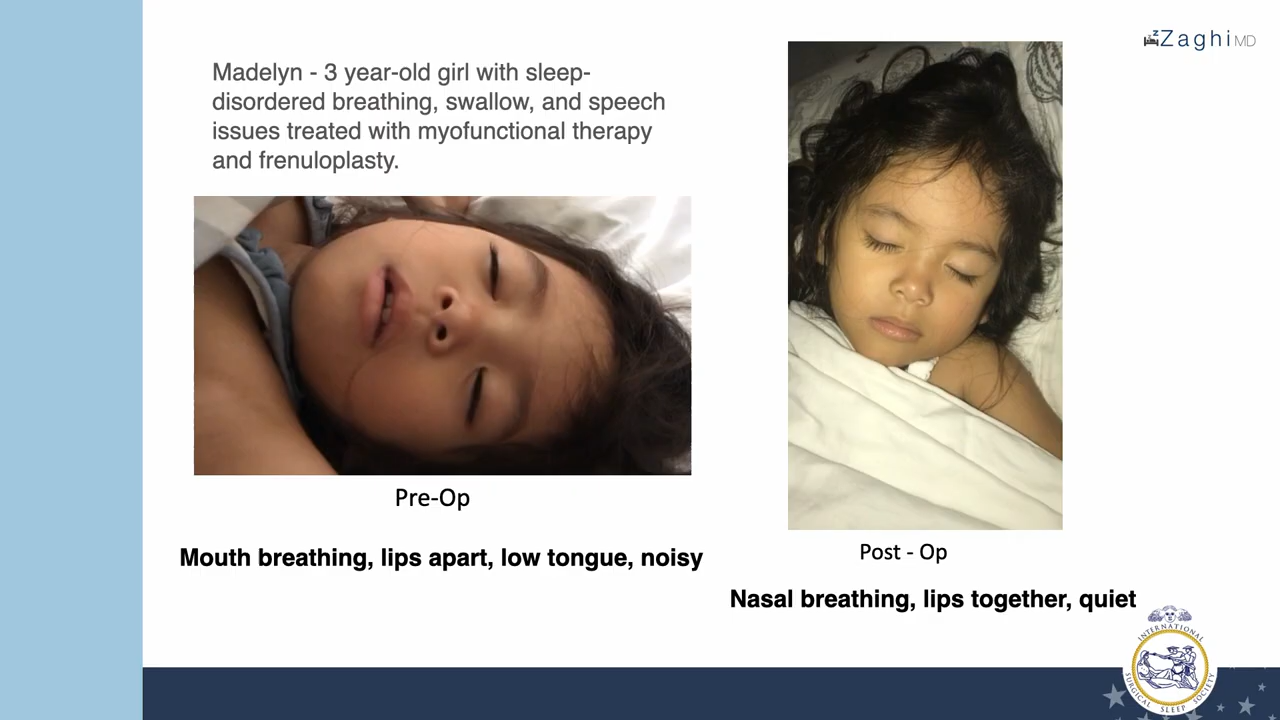 zZaghiMD
Madelyn - 3 year-old girl with sleep-
disordered breathing, swallow, and speech
issues treated with myofunctional therapy
and frenuloplasty.
Pre-Op
Mouth breathing, lips apart, low tongue, noisy
Post - Op
Nasal breathing, lips together, quiet
INTERNATIONAL
SURGICAL SLEEP SOCIETY